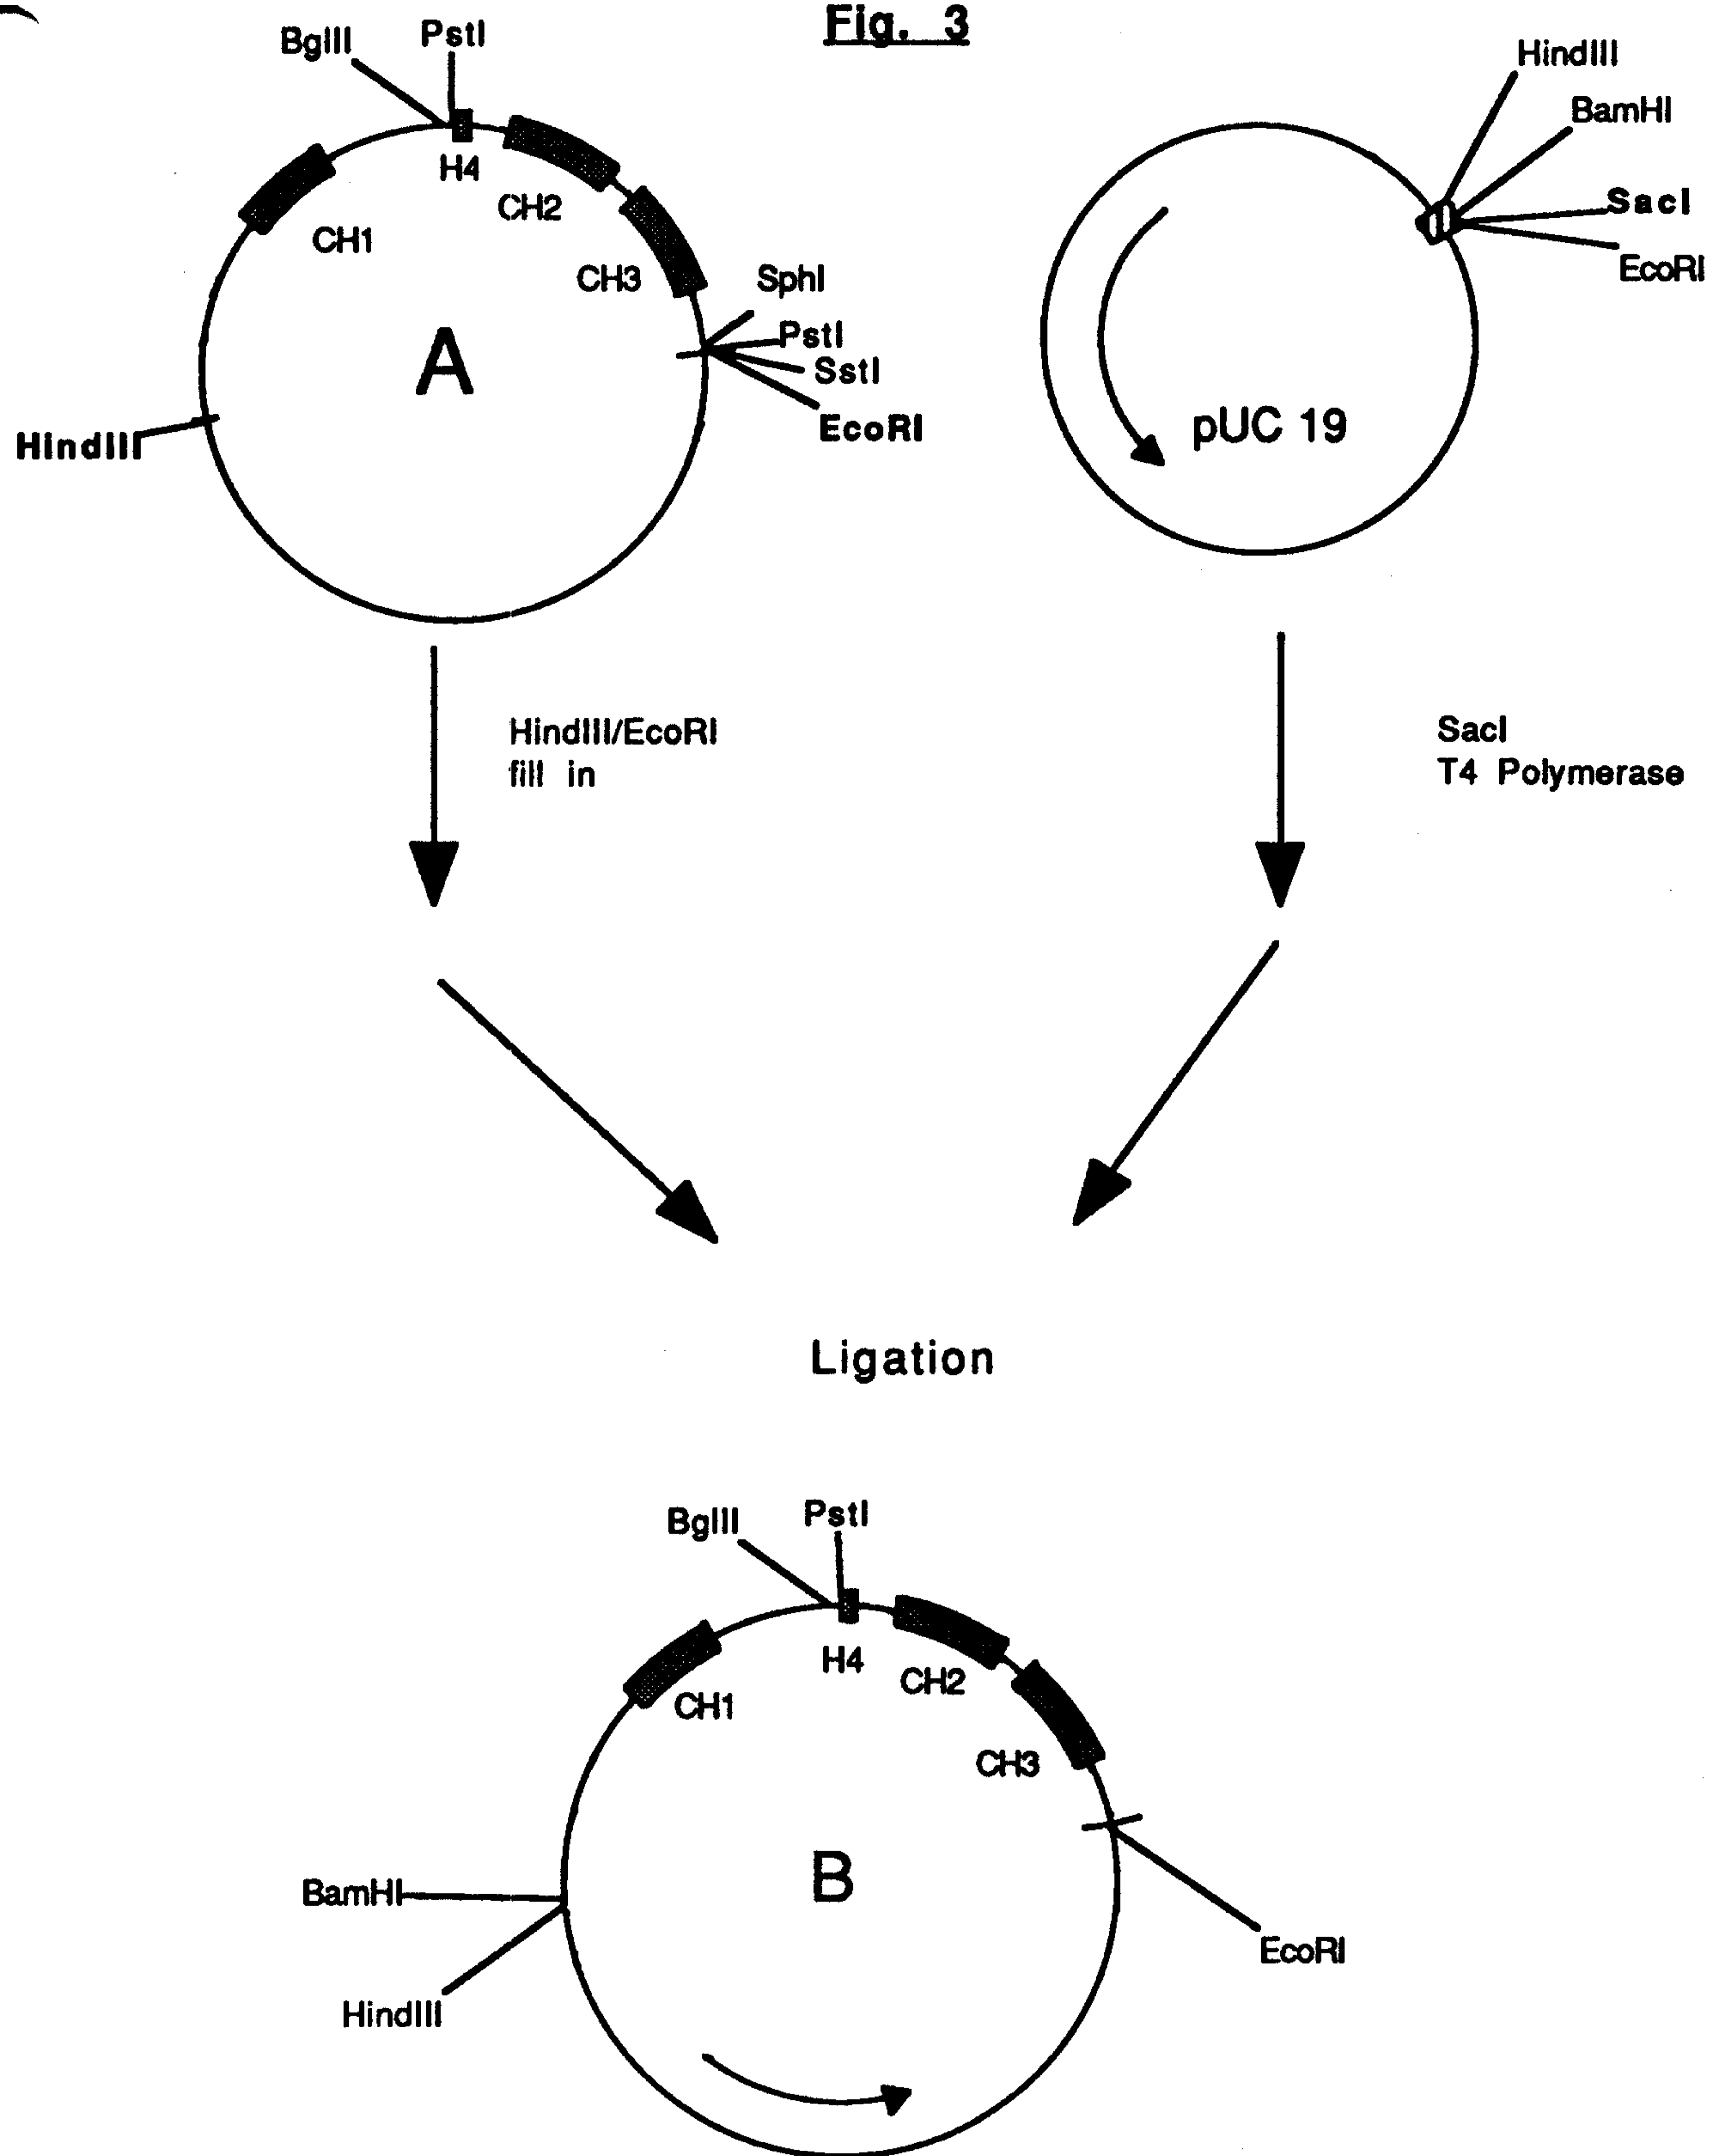 Fig. 3
BglII
PstI
H4
CH1
CH2
CH3
SphI
PstI
SstI
EcoRI
HindIII
A
HindIII
BamHI
SacI
EcoRI
pUC 19
HindIII/EcoRI
fill in
SacI
T4 Polymerase
Ligation
BglII
PstI
H4
CH1
CH2
CH3
B
BamHI
HindIII
EcoRI